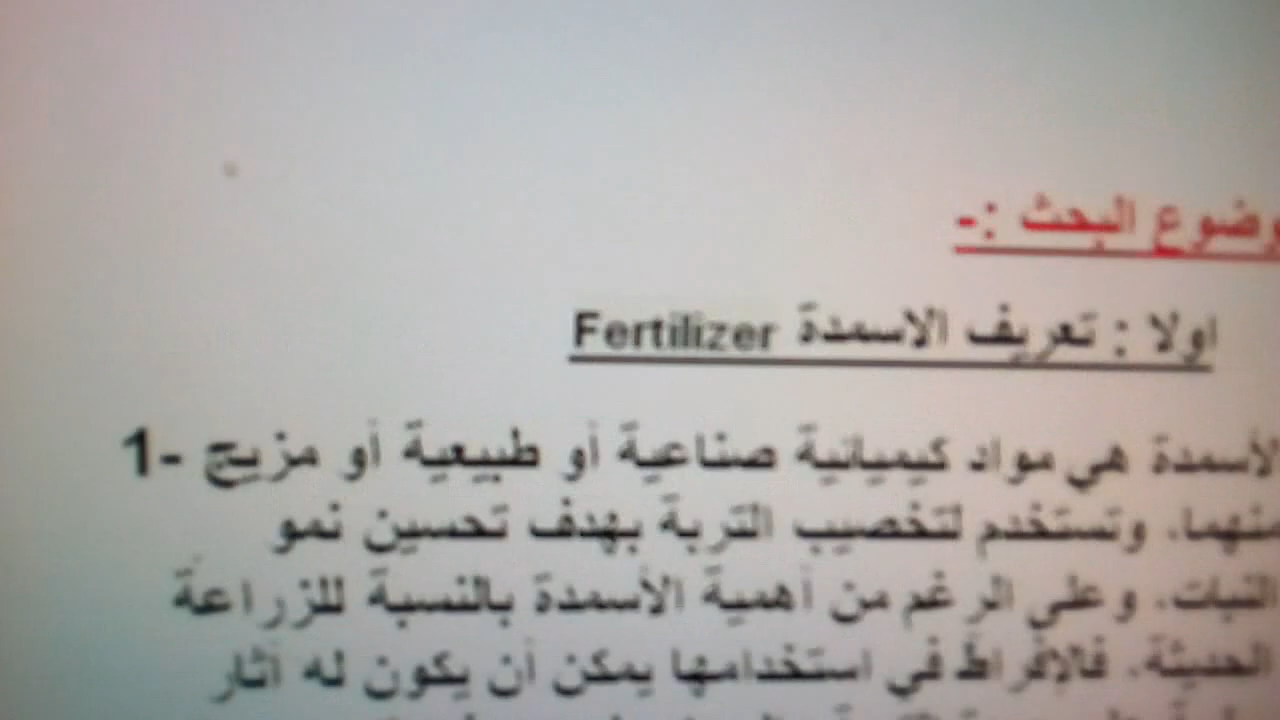 وضوع البحث :-
اولا : تعريف الاسمدة Fertilizer
الأسمدة هي مواد كيميائية صناعية أو طبيعية أو مزيج -1
منهما. وتستخدم لتخصيب التربة بهدف تحسين نمو
النبات. وعلى الرغم من أهمية الأسمدة بالنسبة للزراعة
الحديثة. فالإفراط في استخدامها يمكن أن يكون له آثار